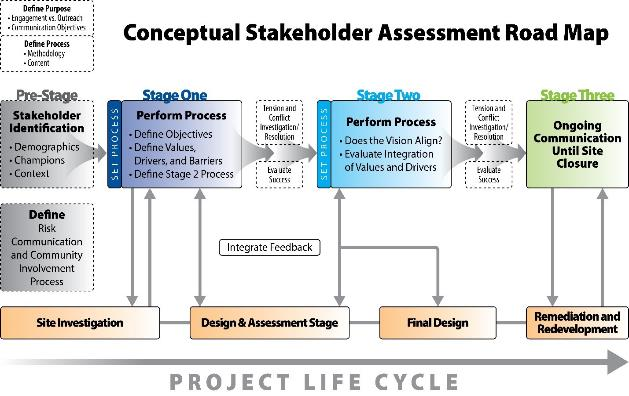 Define Purpose
• Engagement vs. Outreach
• Communication Objectives
Define Process
• Methodology
• Content
Conceptual Stakeholder Assessment Road Map
Pre-Stage
Stakeholder
Identification
• Demographics
• Champions
• Context
Define
Risk
Communication
and Community
Involvement
Process
Stage One
SET PROCESS
Perform Process
• Define Objectives
• Define Values,
Drivers, and Barriers
• Define Stage 2 Process
Tension and
Conflict
Investigation/
Resolution
Evaluate
Success
Stage Two
SET PROCESS
Perform Process
• Does the Vision Align?
• Evaluate Integration
of Values and Drivers
Tension and
Conflict
Investigation/
Resolution
Evaluate
Success
Stage Three
Ongoing
Communication
Until Site
Closure
Integrate Feedback
Site Investigation
Design & Assessment Stage
Final Design
Remediation and
Redevelopment
PROJECT LIFE CYCLE